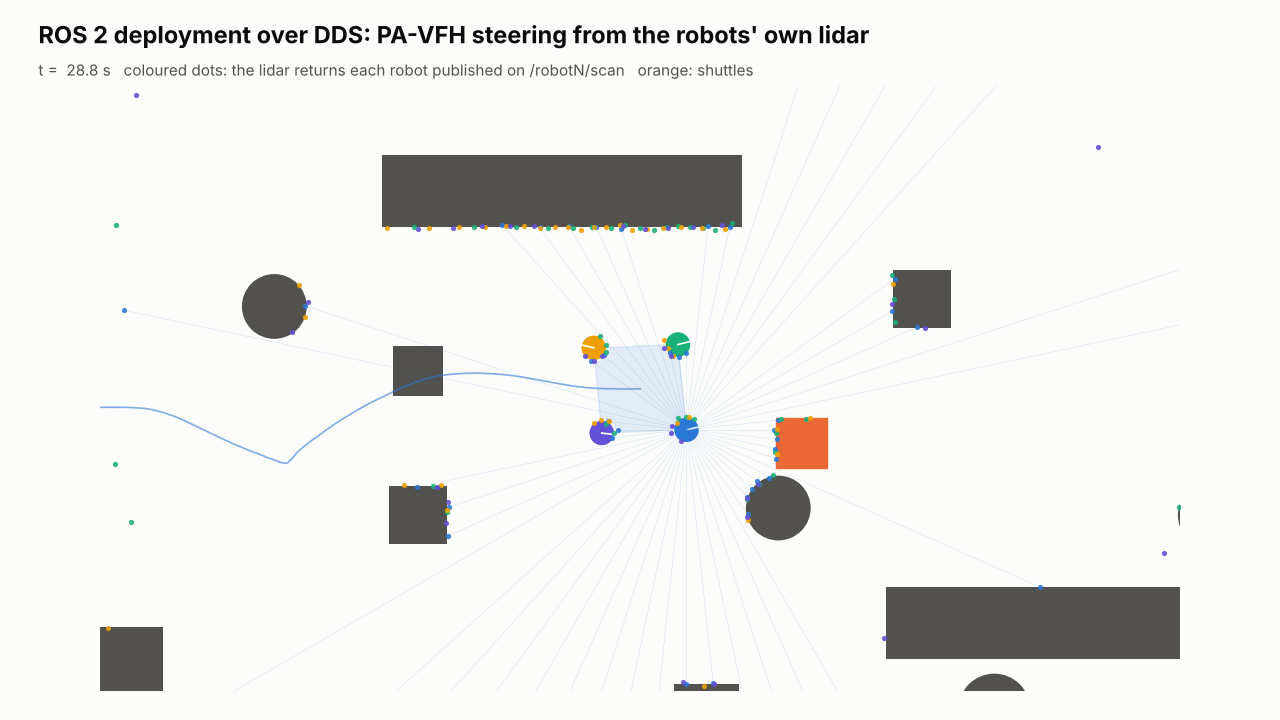 ROS 2 deployment over DDS: PA-VFH steering from the robots' own lidar
t =  28.8 s   coloured dots: the lidar returns each robot published on /robotN/scan   orange: shuttles